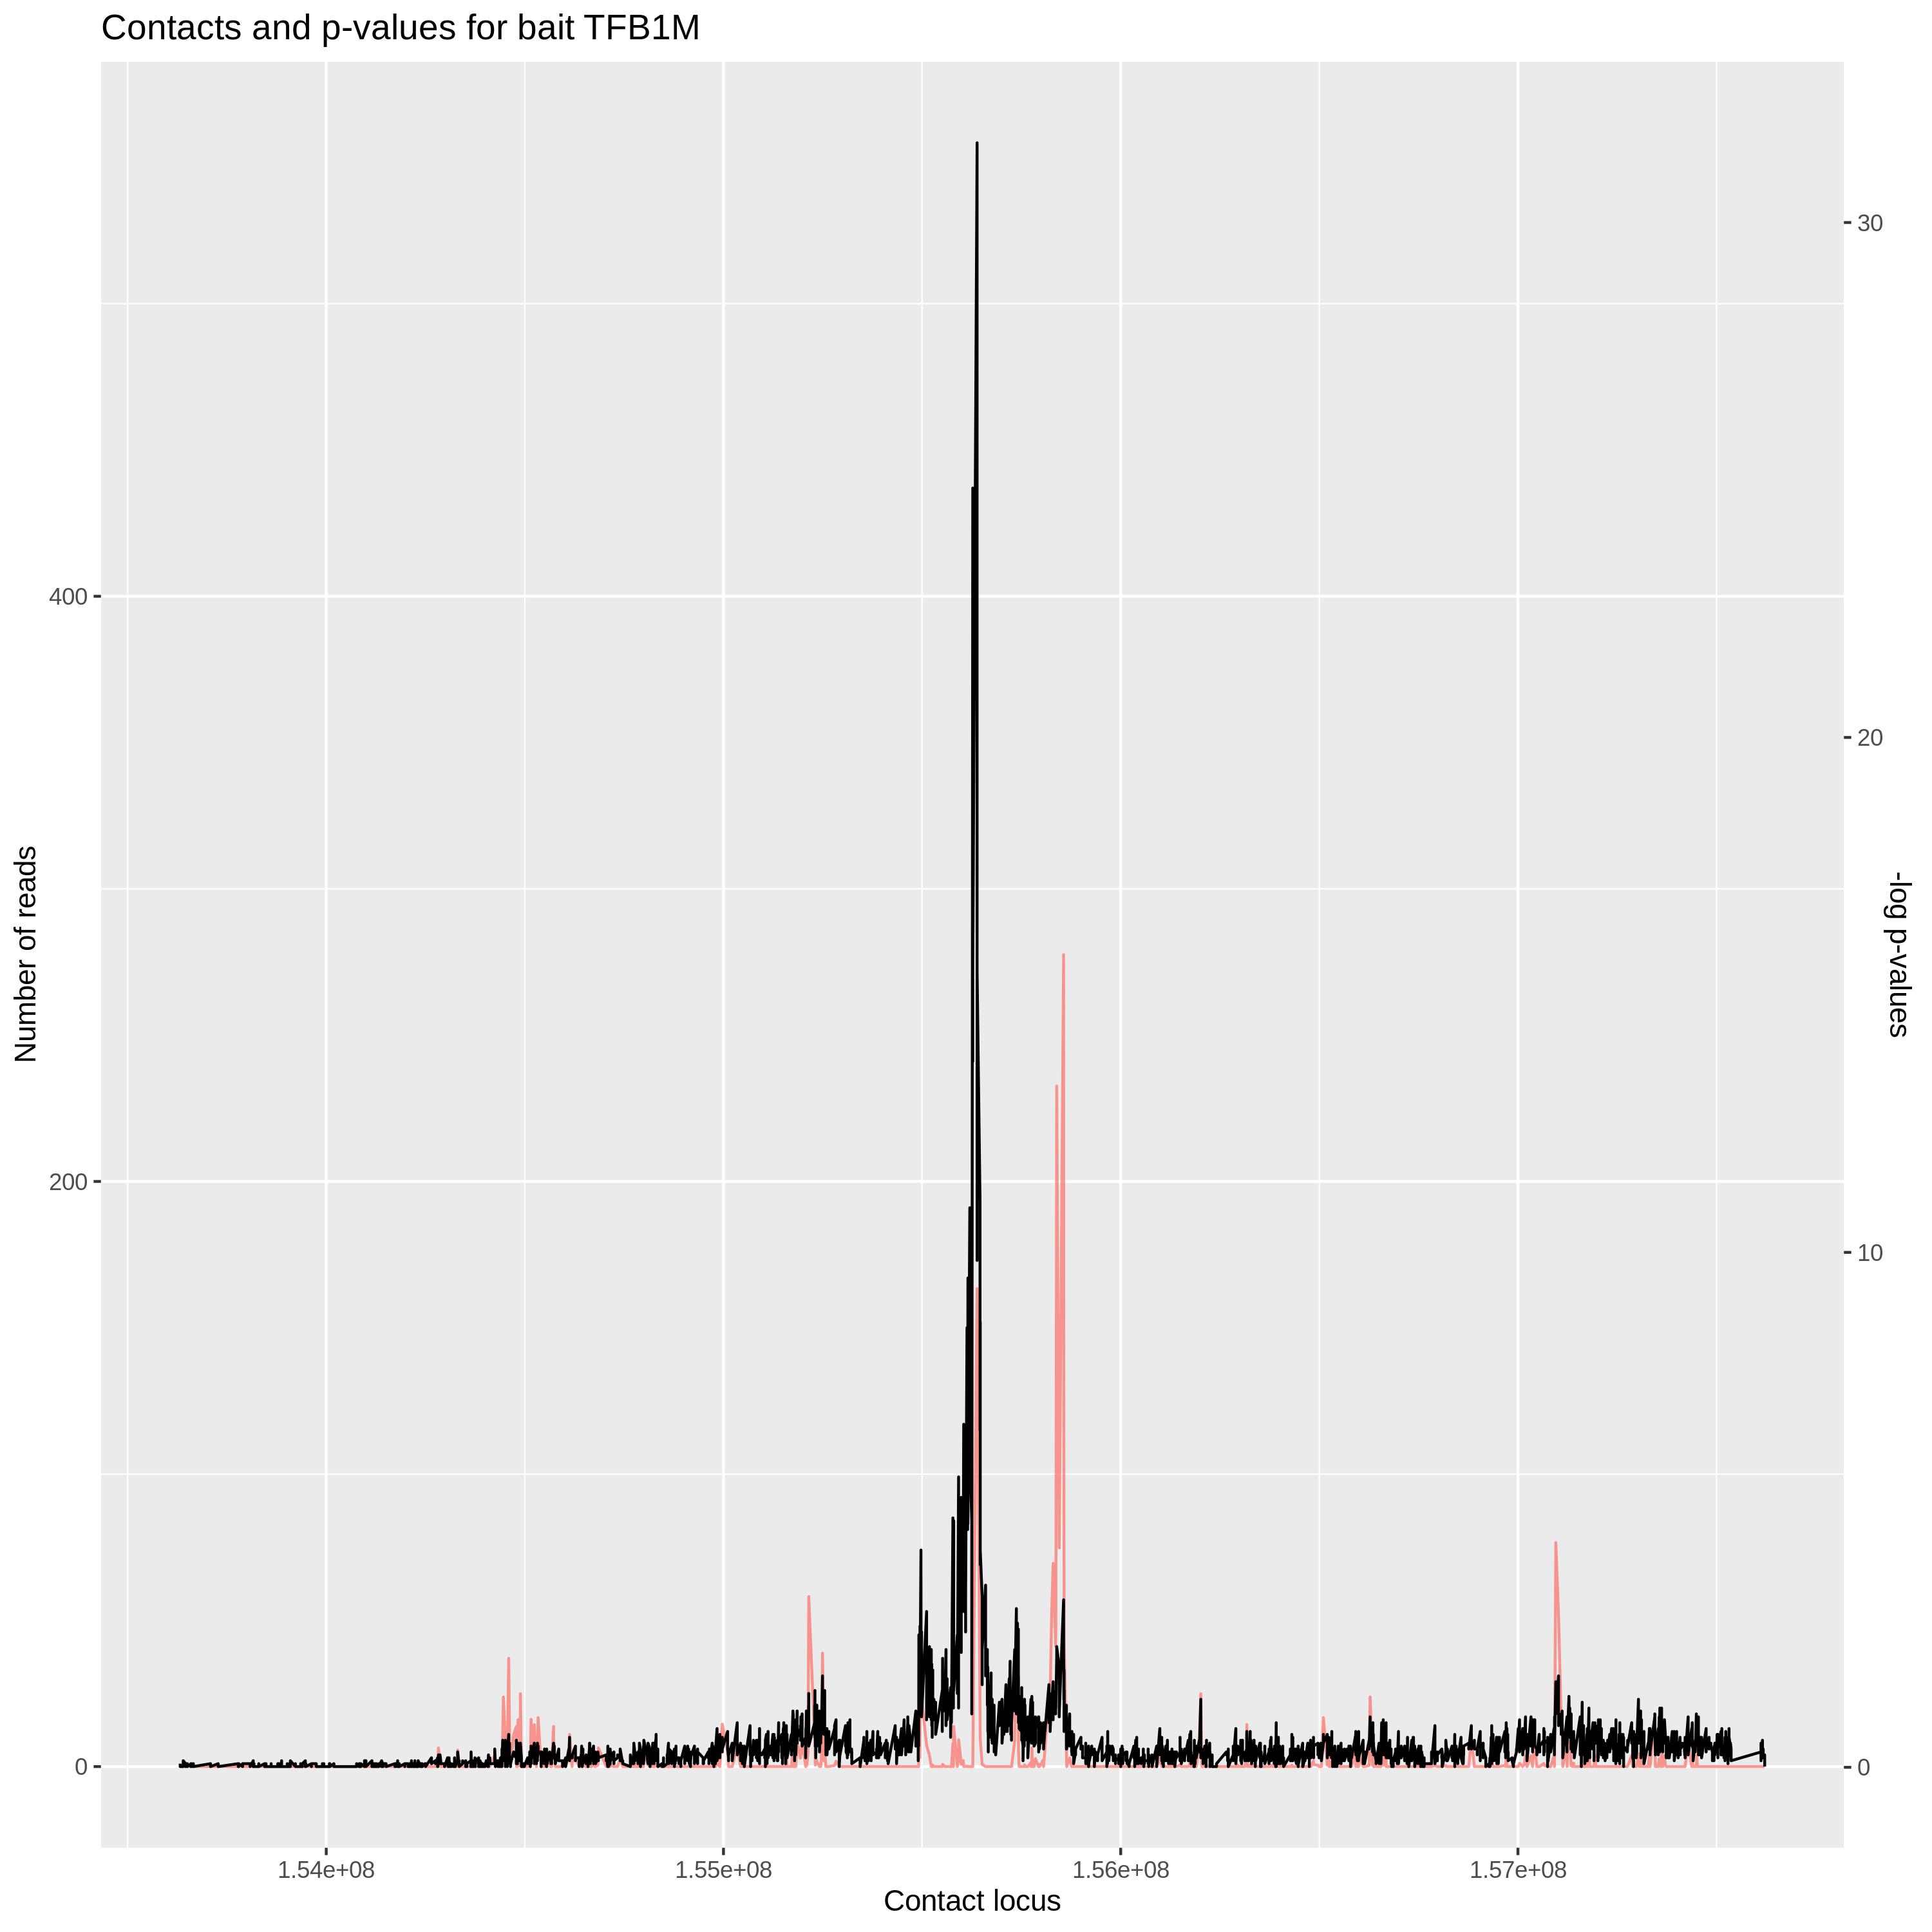 Contacts and p-values for bait TFB1M
Number of reads
400
200
0
30
20
10
0
-log p-values
1.54e+08
1.55e+08
1.56e+08
1.57e+08
Contact locus